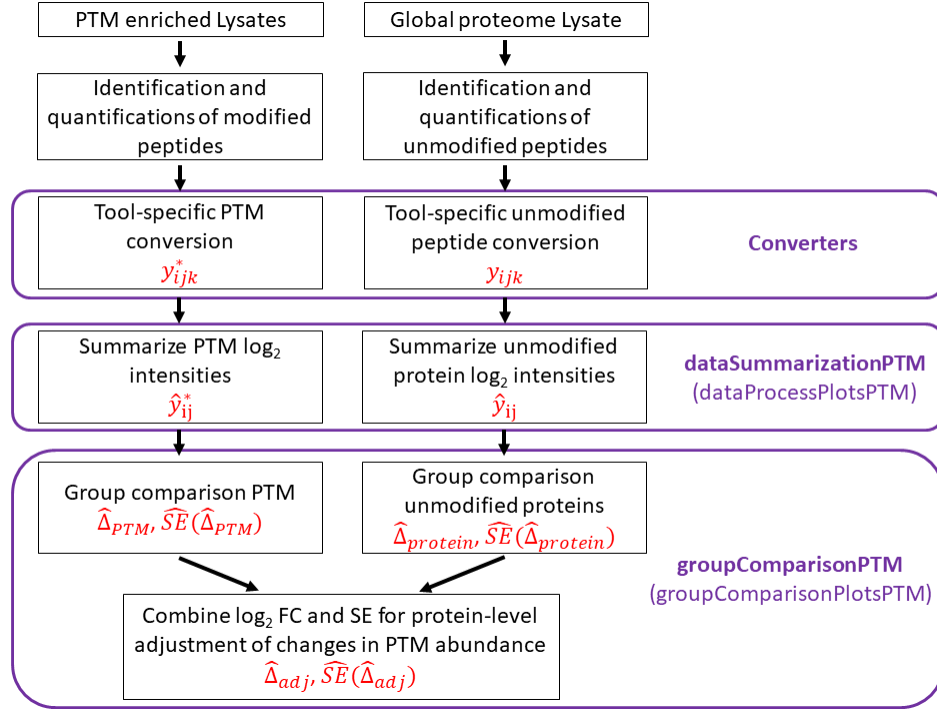 PTM enriched Lysates
Global proteome Lysate
Identification and
quantifications of modified
peptides
Identification and
quantifications of
unmodified peptides
Tool-specific PTM
conversion
y*ijk
Tool-specific unmodified
peptide conversion
yijk
Converters
Summarize PTM log₂
intensities
ŷ*ij
Summarize unmodified
protein log₂ intensities
ŷij
dataSummarizationPTM
(dataProcessPlotsPTM)
Group comparison PTM
Δ̂PTM, ŜE(Δ̂PTM)
Group comparison
unmodified proteins
Δ̂protein, ŜE(Δ̂protein)
groupComparisonPTM
(groupComparisonPlotsPTM)
Combine log₂ FC and SE for protein-level
adjustment of changes in PTM abundance
Δ̂adj, ŜE(Δ̂adj)